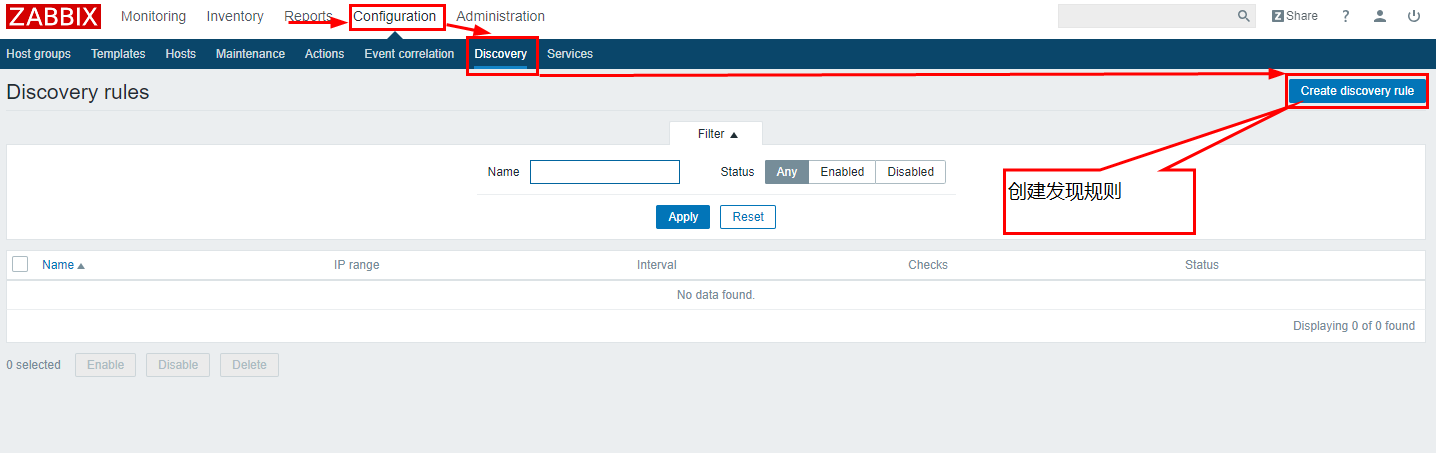 ZABBIX Monitoring Inventory Reports Configuration Administration Z Share ?
Host groups Templates Hosts Maintenance Actions Event correlation Discovery Services
Discovery rules Create discovery rule
Filter
Name Status Any Enabled Disabled
创建发现规则
Apply Reset
Name IP range Interval Checks Status
No data found.
Displaying 0 of 0 found
0 selected Enable Disable Delete